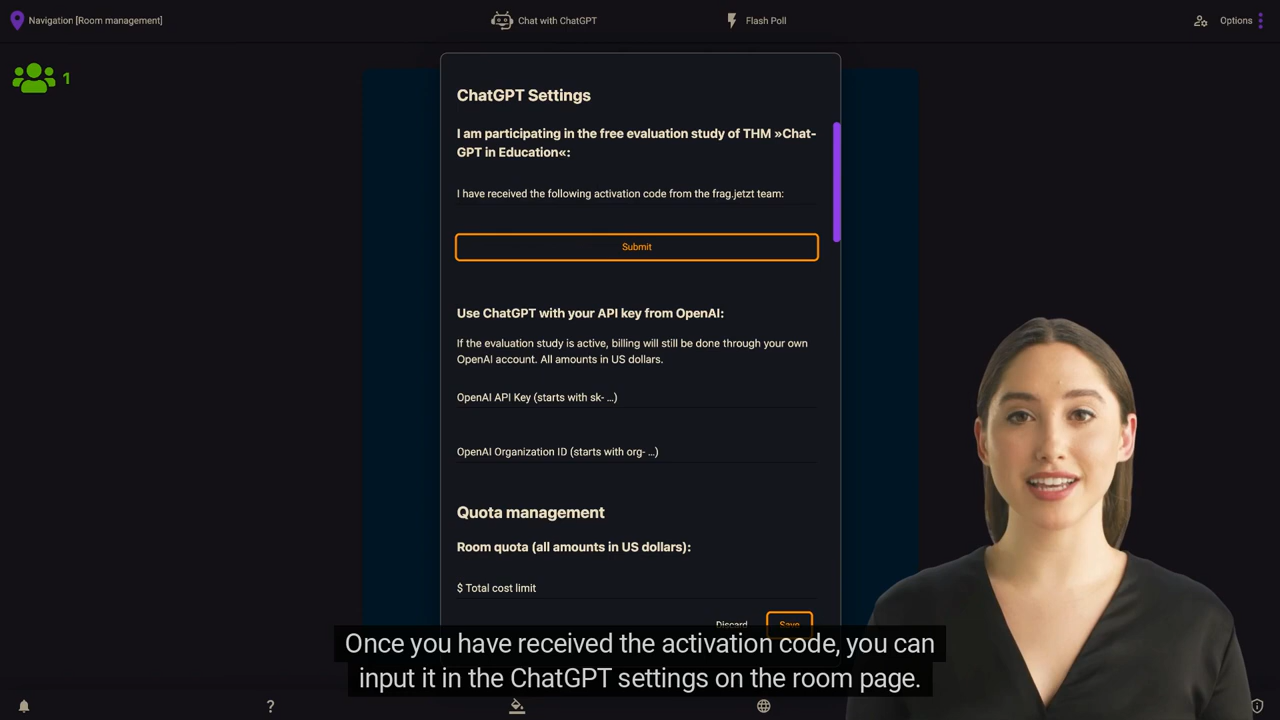 Navigation [Room management]
Chat with ChatGPT
Flash Poll
Options
1
ChatGPT Settings
I am participating in the free evaluation study of THM »Chat-
GPT in Education«:
I have received the following activation code from the frag.jetzt team:
Submit
Use ChatGPT with your API key from OpenAI:
If the evaluation study is active, billing will still be done through your own
OpenAI account. All amounts in US dollars.
OpenAI API Key (starts with sk- ...)
OpenAI Organization ID (starts with org- ...)
Quota management
Room quota (all amounts in US dollars):
$ Total cost limit
Discard
Save
Once you have received the activation code, you can
input it in the ChatGPT settings on the room page.
?